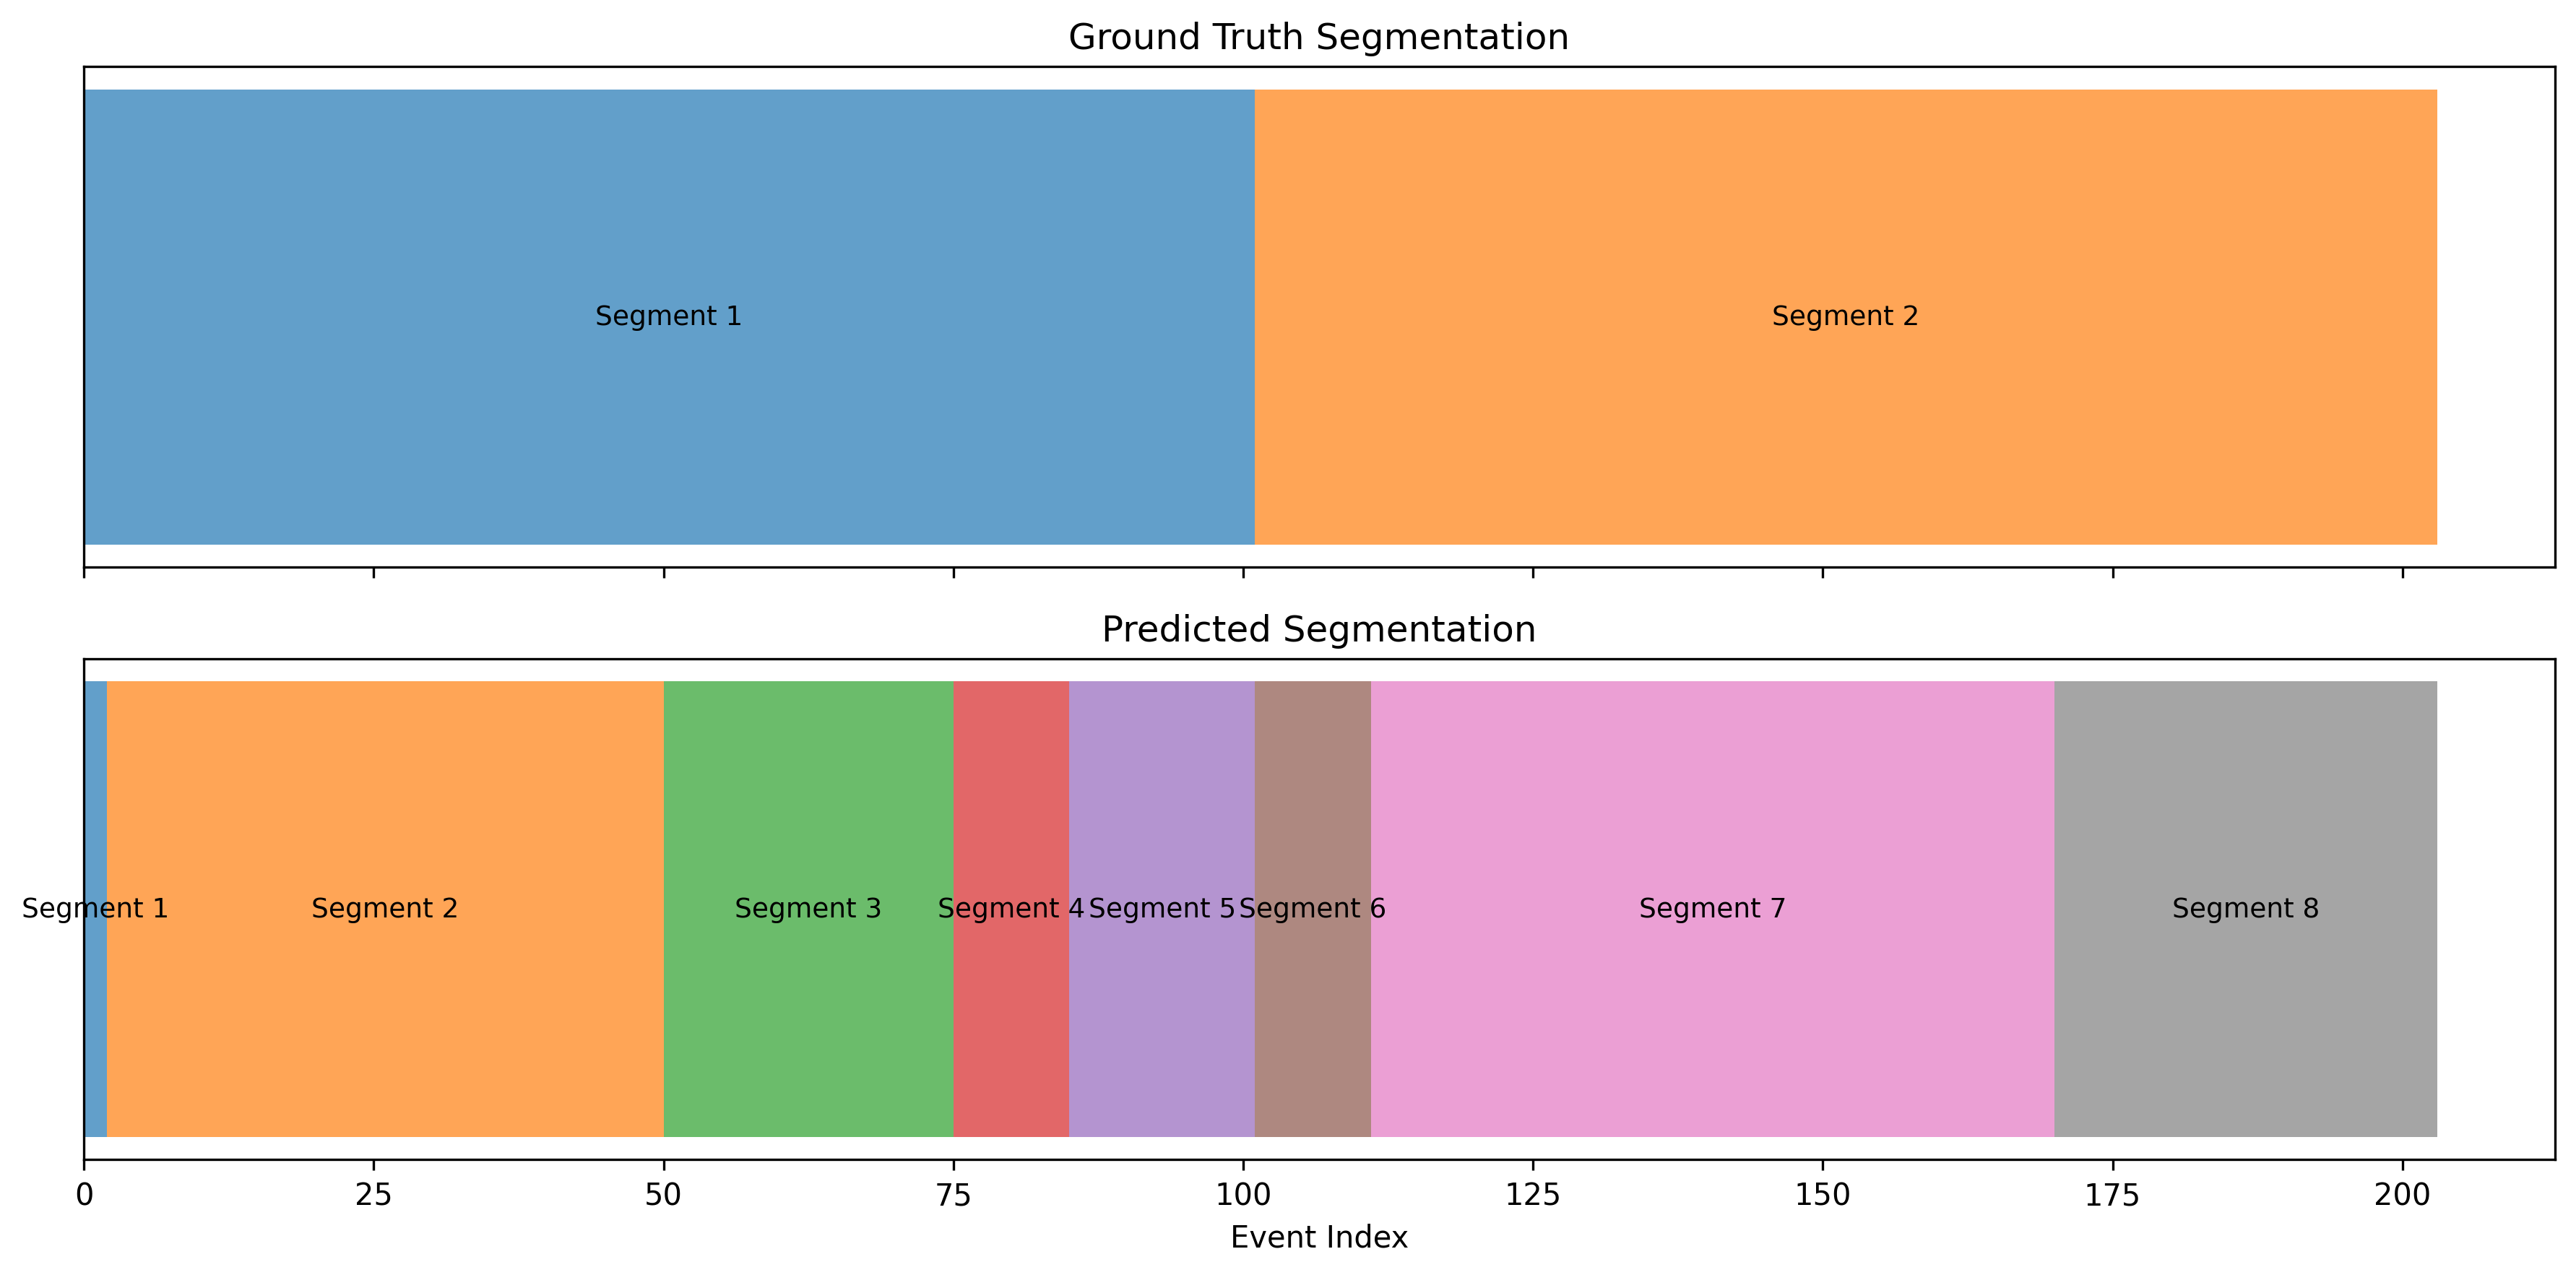 Ground Truth Segmentation
Segment 1 Segment 2
Predicted Segmentation
Segment 1 Segment 2 Segment 3 Segment 4 Segment 5 Segment 6 Segment 7 Segment 8
0 25 50 75 100 125 150 175 200
Event Index